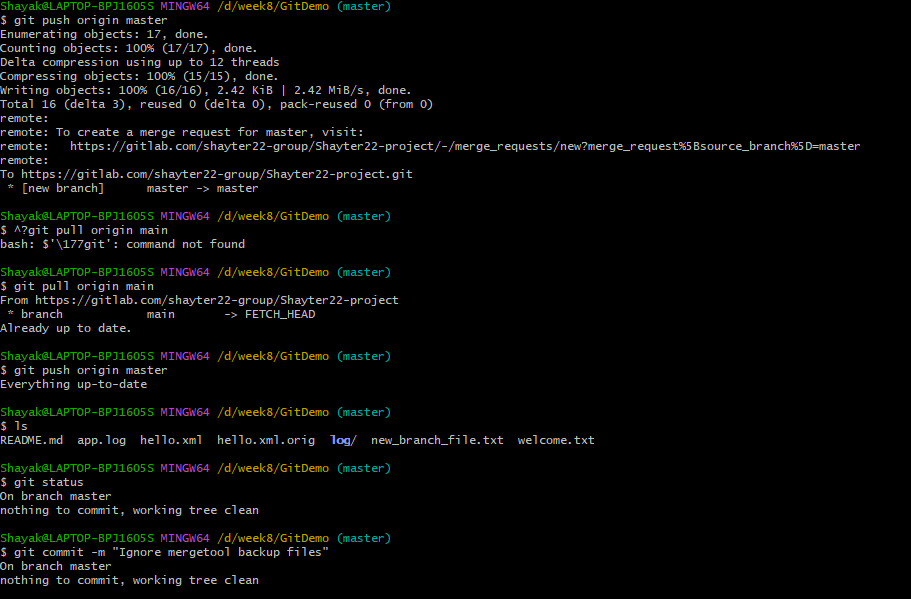 Shayak@LAPTOP-BPJ1605S MINGW64 /d/week8/GitDemo (master)
$ git push origin master
Enumerating objects: 17, done.
Counting objects: 100% (17/17), done.
Delta compression using up to 12 threads
Compressing objects: 100% (15/15), done.
Writing objects: 100% (16/16), 2.42 KiB | 2.42 MiB/s, done.
Total 16 (delta 3), reused 0 (delta 0), pack-reused 0 (from 0)
remote:
remote: To create a merge request for master, visit:
remote:   https://gitlab.com/shayter22-group/Shayter22-project/-/merge_requests/new?merge_request%5Bsource_branch%5D=master
remote:
To https://gitlab.com/shayter22-group/Shayter22-project.git
 * [new branch]      master -> master
Shayak@LAPTOP-BPJ1605S MINGW64 /d/week8/GitDemo (master)
$ ^?git pull origin main
bash: $'\177git': command not found
Shayak@LAPTOP-BPJ1605S MINGW64 /d/week8/GitDemo (master)
$ git pull origin main
From https://gitlab.com/shayter22-group/Shayter22-project
 * branch            main       -> FETCH_HEAD
Already up to date.
Shayak@LAPTOP-BPJ1605S MINGW64 /d/week8/GitDemo (master)
$ git push origin master
Everything up-to-date
Shayak@LAPTOP-BPJ1605S MINGW64 /d/week8/GitDemo (master)
$ ls
README.md  app.log  hello.xml  hello.xml.orig  log/  new_branch_file.txt  welcome.txt
Shayak@LAPTOP-BPJ1605S MINGW64 /d/week8/GitDemo (master)
$ git status
On branch master
nothing to commit, working tree clean
Shayak@LAPTOP-BPJ1605S MINGW64 /d/week8/GitDemo (master)
$ git commit -m "Ignore mergetool backup files"
On branch master
nothing to commit, working tree clean